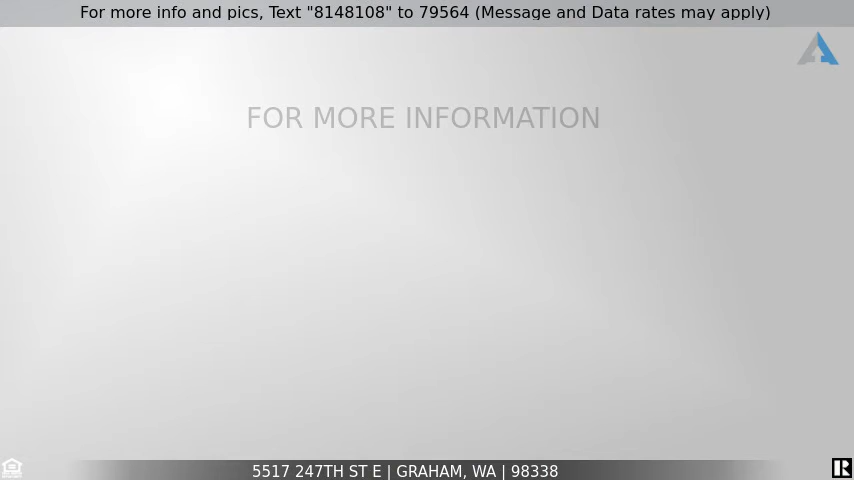 For more info and pics, Text "8148108" to 79564 (Message and Data rates may apply)
FOR MORE INFORMATION
5517 247TH ST E | GRAHAM, WA | 98338